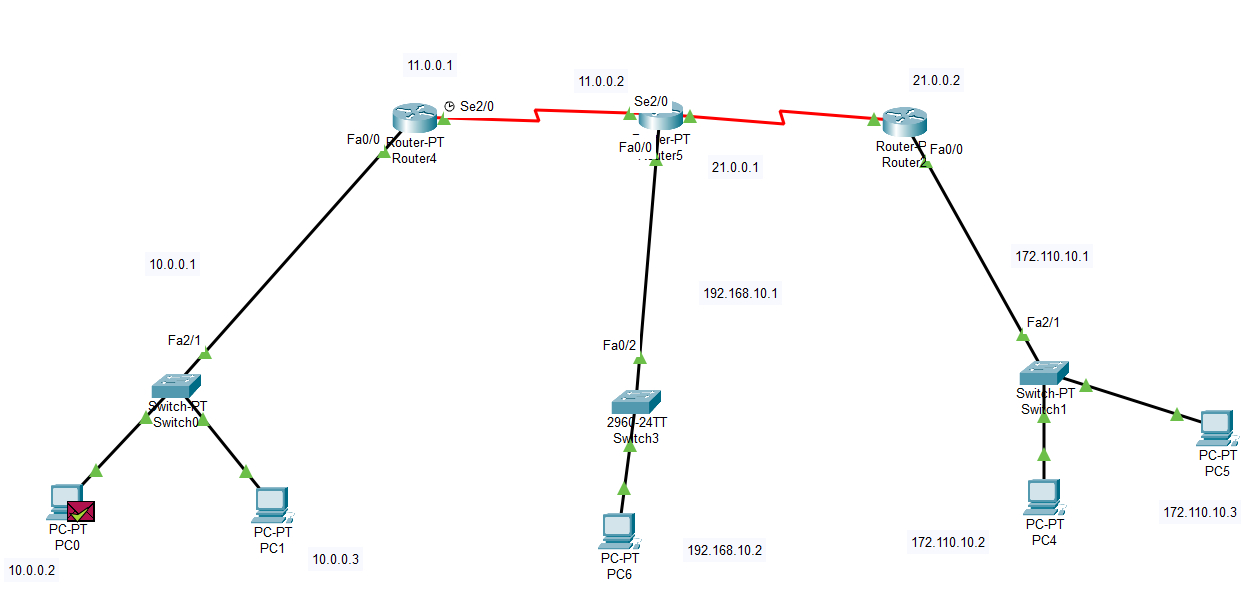 11.0.0.1
11.0.0.2
21.0.0.2
Se2/0
Se2/0
Fa0/0
Router-PT
Router4
Fa0/0
21.0.0.1
Fa0/0
10.0.0.1
172.110.10.1
192.168.10.1
Fa2/1
Fa0/2
Fa2/1
Switch-PT
Switch0
2960-24TT
Switch3
Switch-PT
Switch1
PC-PT
PC5
PC-PT
PC0
PC-PT
PC1
PC-PT
PC4
172.110.10.3
10.0.0.2
10.0.0.3
PC-PT
PC6
192.168.10.2
172.110.10.2